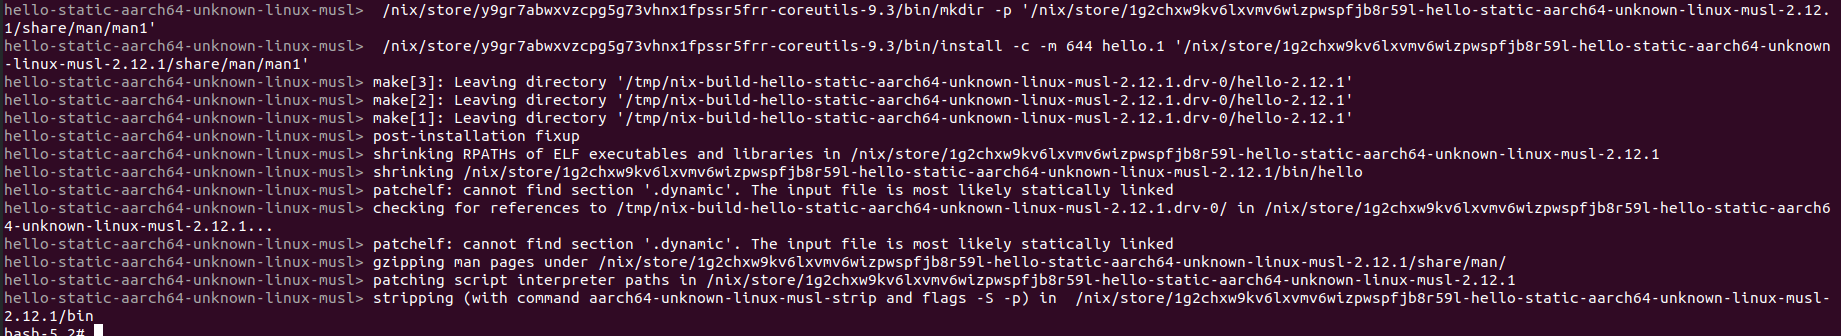 hello-static-aarch64-unknown-linux-musl>  /nix/store/y9gr7abwxvzcpg5g73vhnx1fpssr5frr-coreutils-9.3/bin/mkdir -p '/nix/store/1g2chxw9kv6lxvmv6wizpwspfjb8r59l-hello-static-aarch64-unknown-linux-musl-2.12.
1/share/man/man1'
hello-static-aarch64-unknown-linux-musl>  /nix/store/y9gr7abwxvzcpg5g73vhnx1fpssr5frr-coreutils-9.3/bin/install -c -m 644 hello.1 '/nix/store/1g2chxw9kv6lxvmv6wizpwspfjb8r59l-hello-static-aarch64-unknown
-linux-musl-2.12.1/share/man/man1'
hello-static-aarch64-unknown-linux-musl> make[3]: Leaving directory '/tmp/nix-build-hello-static-aarch64-unknown-linux-musl-2.12.1.drv-0/hello-2.12.1'
hello-static-aarch64-unknown-linux-musl> make[2]: Leaving directory '/tmp/nix-build-hello-static-aarch64-unknown-linux-musl-2.12.1.drv-0/hello-2.12.1'
hello-static-aarch64-unknown-linux-musl> make[1]: Leaving directory '/tmp/nix-build-hello-static-aarch64-unknown-linux-musl-2.12.1.drv-0/hello-2.12.1'
hello-static-aarch64-unknown-linux-musl> post-installation fixup
hello-static-aarch64-unknown-linux-musl> shrinking RPATHs of ELF executables and libraries in /nix/store/1g2chxw9kv6lxvmv6wizpwspfjb8r59l-hello-static-aarch64-unknown-linux-musl-2.12.1
hello-static-aarch64-unknown-linux-musl> shrinking /nix/store/1g2chxw9kv6lxvmv6wizpwspfjb8r59l-hello-static-aarch64-unknown-linux-musl-2.12.1/bin/hello
hello-static-aarch64-unknown-linux-musl> patchelf: cannot find section '.dynamic'. The input file is most likely statically linked
hello-static-aarch64-unknown-linux-musl> checking for references to /tmp/nix-build-hello-static-aarch64-unknown-linux-musl-2.12.1.drv-0/ in /nix/store/1g2chxw9kv6lxvmv6wizpwspfjb8r59l-hello-static-aarch6
4-unknown-linux-musl-2.12.1...
hello-static-aarch64-unknown-linux-musl> patchelf: cannot find section '.dynamic'. The input file is most likely statically linked
hello-static-aarch64-unknown-linux-musl> gzipping man pages under /nix/store/1g2chxw9kv6lxvmv6wizpwspfjb8r59l-hello-static-aarch64-unknown-linux-musl-2.12.1/share/man/
hello-static-aarch64-unknown-linux-musl> patching script interpreter paths in /nix/store/1g2chxw9kv6lxvmv6wizpwspfjb8r59l-hello-static-aarch64-unknown-linux-musl-2.12.1
hello-static-aarch64-unknown-linux-musl> stripping (with command aarch64-unknown-linux-musl-strip and flags -S -p) in  /nix/store/1g2chxw9kv6lxvmv6wizpwspfjb8r59l-hello-static-aarch64-unknown-linux-musl-
2.12.1/bin
bash-5.2#